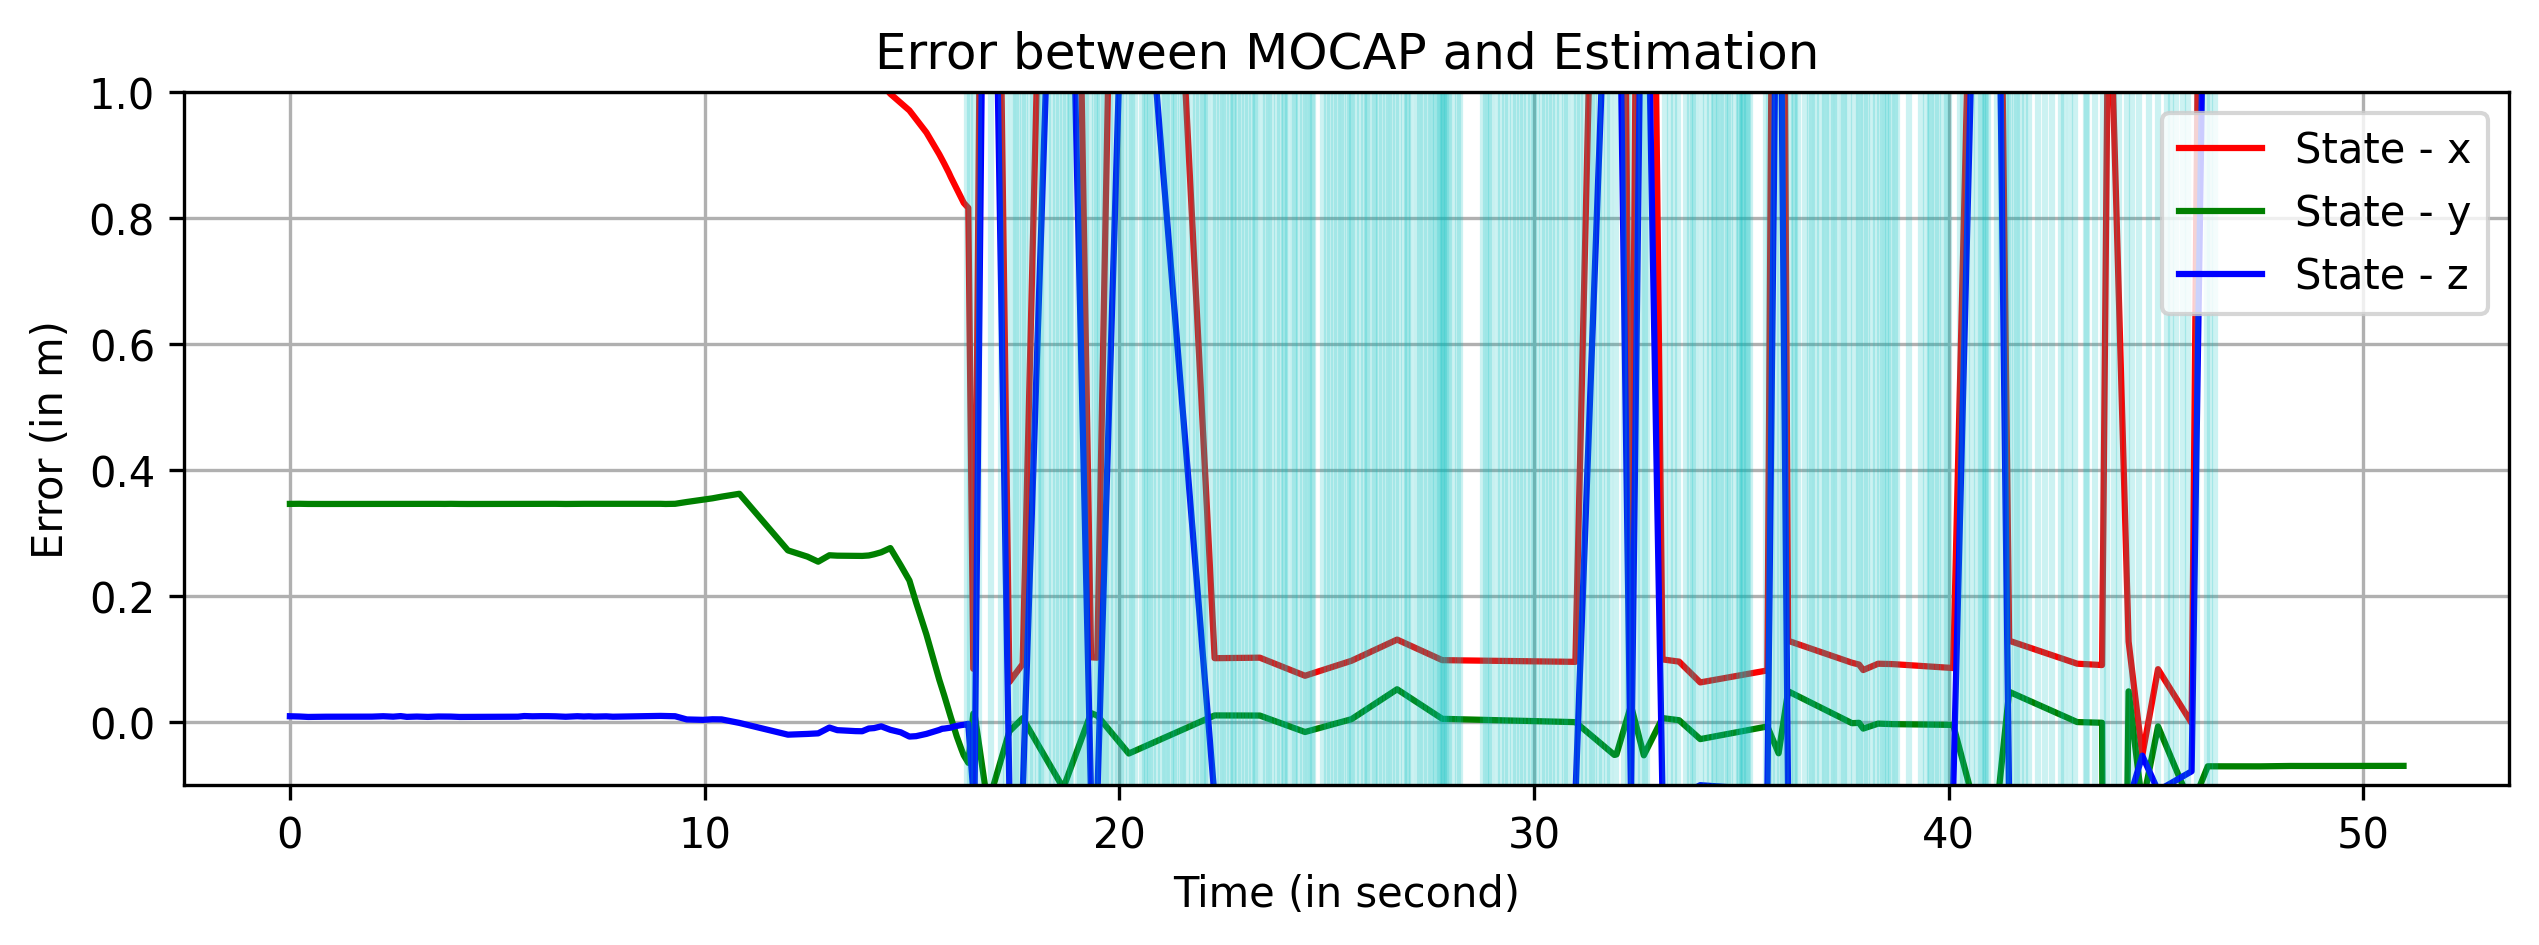 Error between MOCAP and Estimation
Error (in m)
1.0
0.8
0.6
0.4
0.2
0.0
State - x
State - y
State - z
0 10 20 30 40 50
Time (in second)